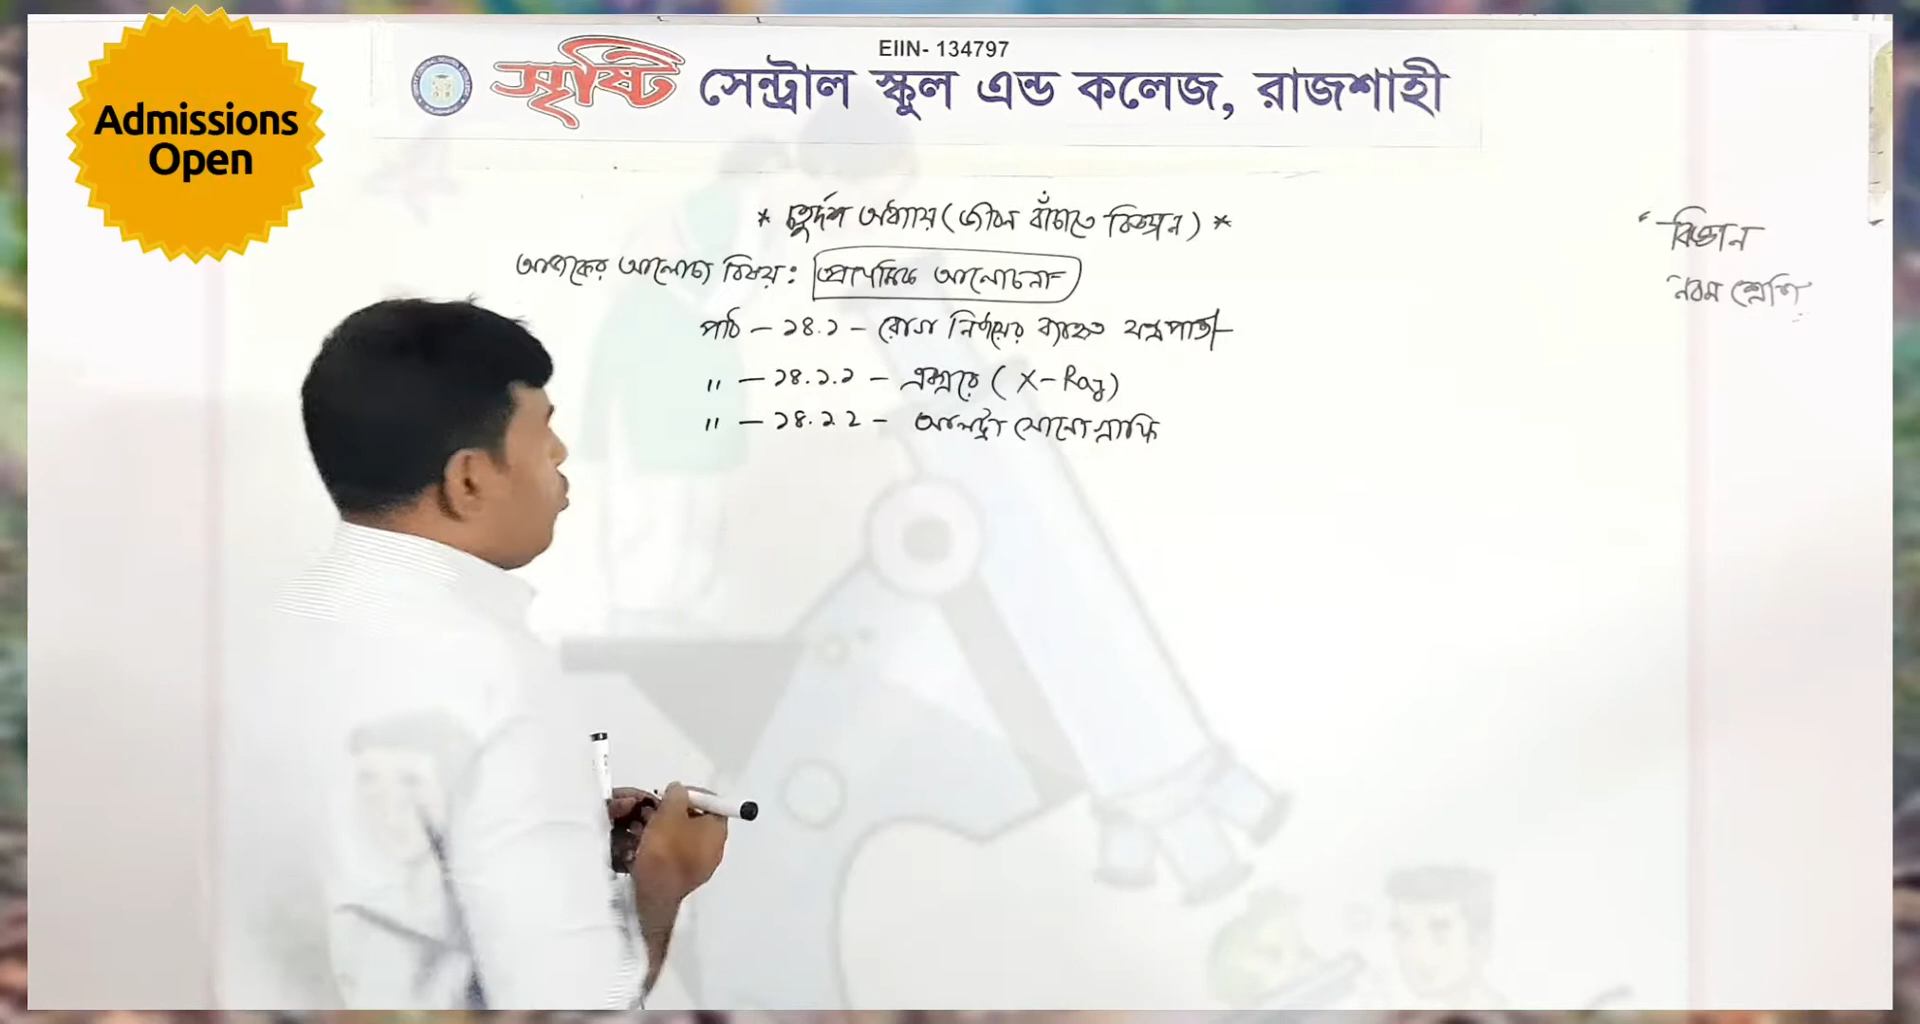 Admissions
Open
EIIN- 134797
সৃষ্টি সেন্ট্রাল স্কুল এন্ড কলেজ, রাজশাহী
* চতুর্দশ অধ্যায় (জীবন বাঁচাতে বিজ্ঞান) *
আজকের আলোচ্য বিষয়: প্রাথমিক আলোচনা
পাঠ – ১৪.১ – রোগ নির্ণয়ের ব্যবহৃত যন্ত্রপাতি
" – ১৪.১.১ – এক্সরে (X-Ray)
" – ১৪.১.২ – আলট্রাসোনোগ্রাফি
বিজ্ঞান
নবম শ্রেণি